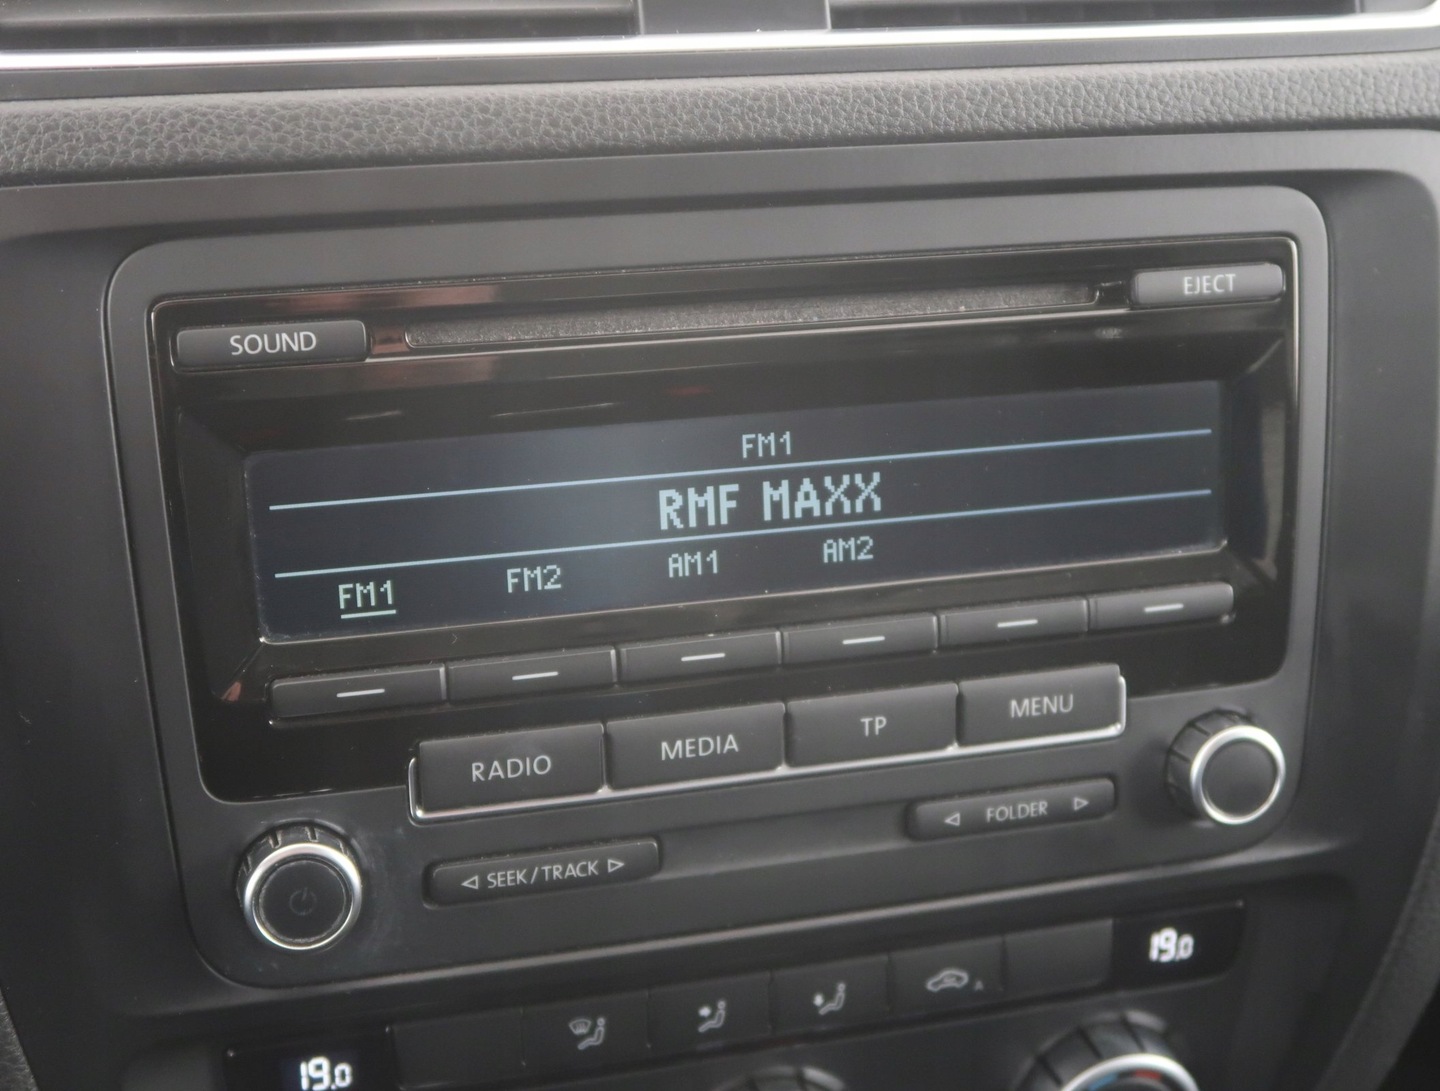 EJECT
SOUND
FM1
RMF MAXX
FM1 FM2 AM1 AM2
RADIO MEDIA TP MENU
◁ FOLDER ▷
◁ SEEK/TRACK ▷
19.0
A
19.0